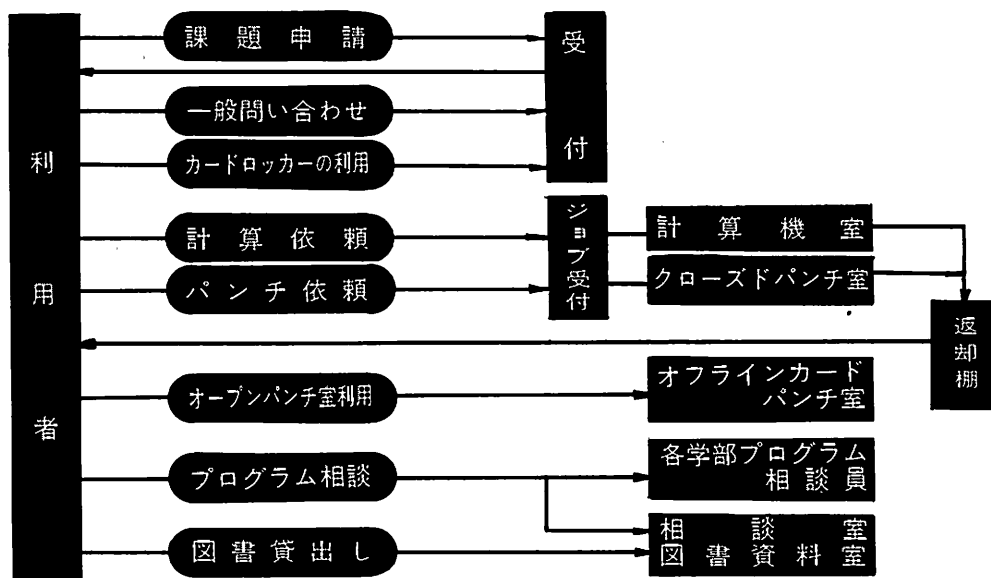 利用者
課題申請
受付
一般問い合わせ
カードロッカーの利用
計算依頼
パンチ依頼
ジョブ受付
計算機室
クローズドパンチ室
返却棚
オープンパンチ室利用
オフラインカード
パンチ室
プログラム相談
各学部プログラム
相談員
図書貸出し
相談室
図書資料室